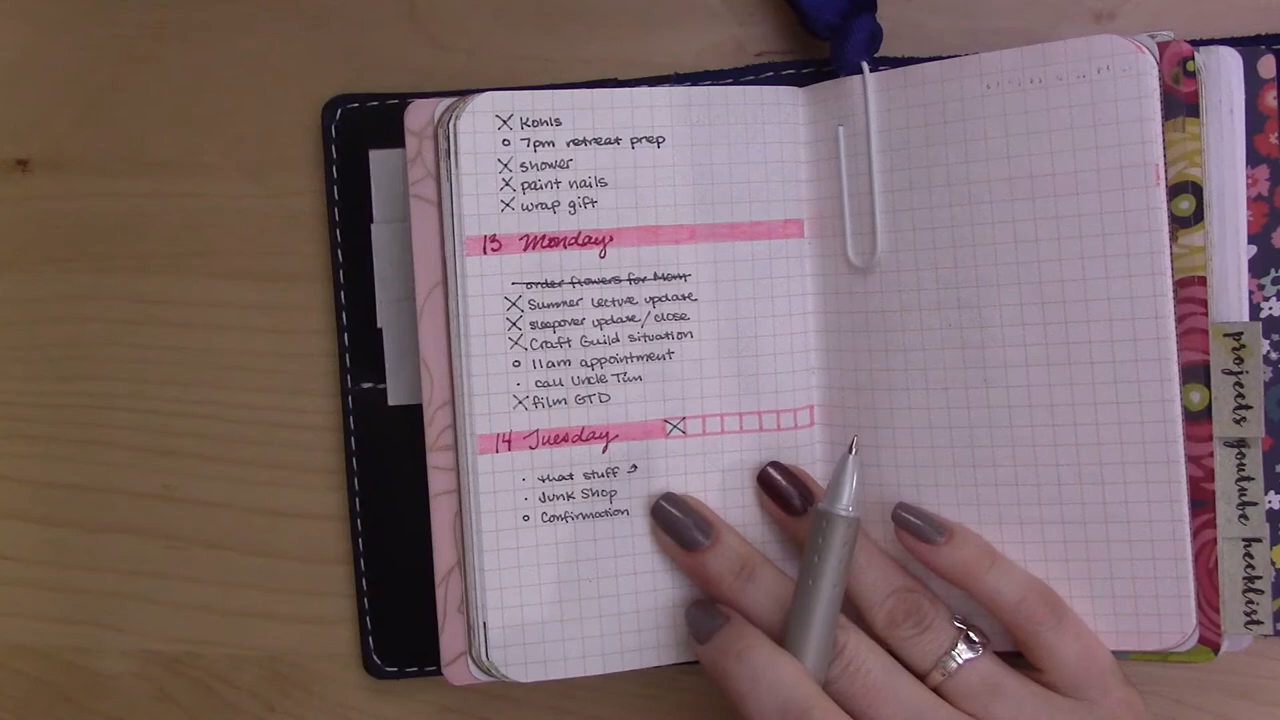 X Kohls
o 7pm retreat prep
X shower
X paint nails
X wrap gift
13 Monday
order flowers for Mom
X Summer lecture update
X sleepover update/close
X Craft Guild situation
o 11am appointment
· call Uncle Tim
X film GTD
14 Tuesday X
· that stuff ⤴
· Junk Shop
o Confirmation
projects youtube hecklist